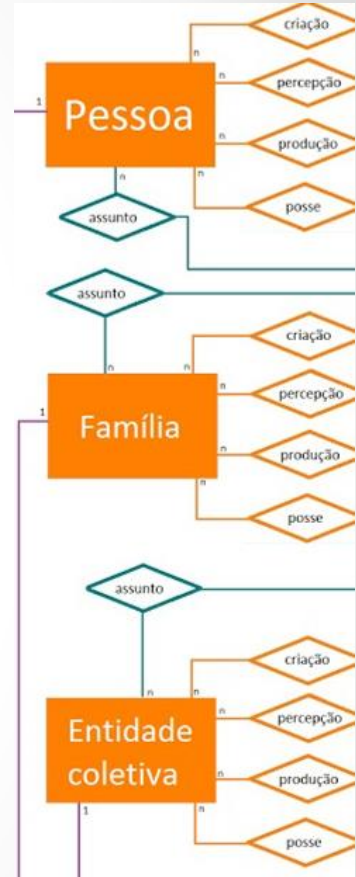 criação
n
1
percepção
n
Pessoa
produção
n
n
n
posse
assunto
assunto
criação
n
n
n
percepção
1
Família
produção
n
n
posse
assunto
criação
n
n
n
percepção
Entidade
coletiva
produção
n
1
n
posse